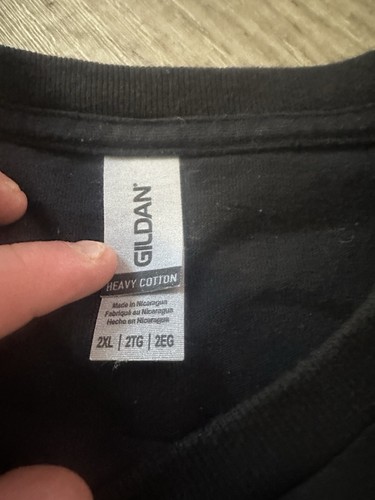 GILDAN®
HEAVY COTTON
Made in Nicaragua
Fabriqué au Nicaragua
Hecho en Nicaragua
2XL | 2TG | 2EG